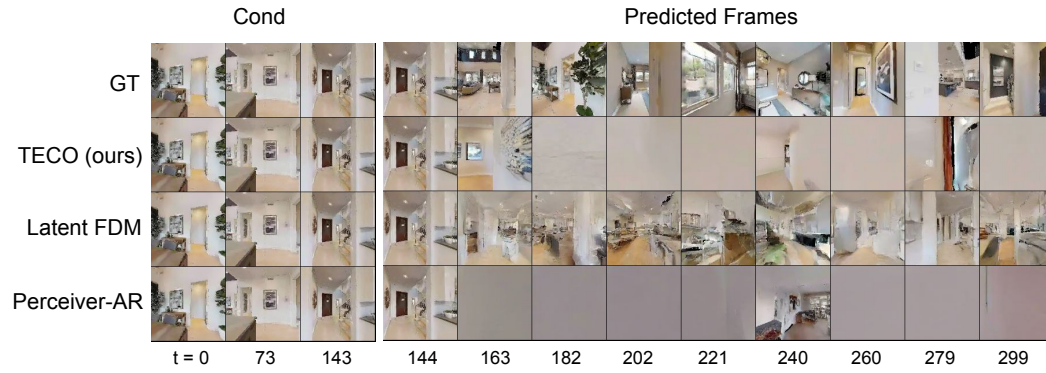 Cond Predicted Frames
GT
TECO (ours)
Latent FDM
Perceiver-AR
t = 0 73 143 144 163 182 202 221 240 260 279 299